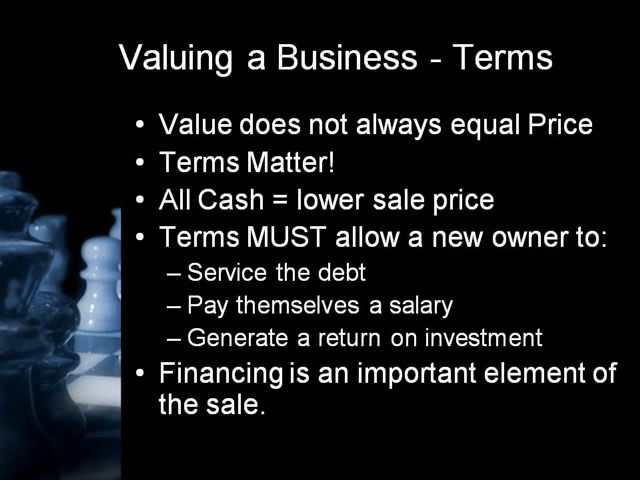 Valuing a Business - Terms
• Value does not always equal Price
• Terms Matter!
• All Cash = lower sale price
• Terms MUST allow a new owner to:
– Service the debt
– Pay themselves a salary
– Generate a return on investment
• Financing is an important element of
the sale.